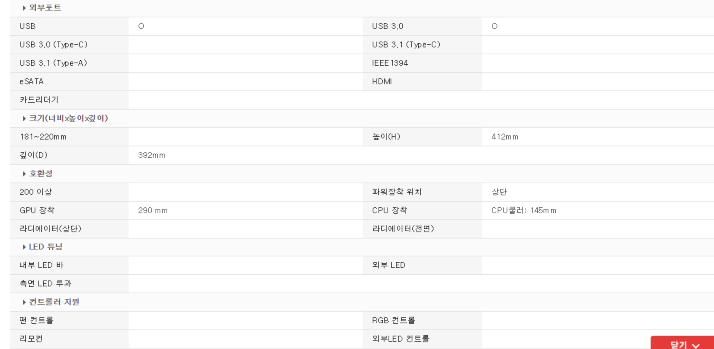 외부포트
USB O USB 3.0 O
USB 3.0 (Type-C) USB 3.1 (Type-C)
USB 3.1 (Type-A) IEEE1394
eSATA HDMI
카드리더기
크기(너비x높이x깊이)
181~220mm 높이(H) 412mm
깊이(D) 392mm
호환성
200 이상 파워장착 위치 상단
GPU 장착 290 mm CPU 장착 CPU쿨러: 145mm
라디에이터(상단) 라디에이터(전면)
LED 튜닝
내부 LED 바 외부 LED
측면 LED 투과
컨트롤러 지원
팬 컨트롤 RGB 컨트롤
리모컨 외부LED 컨트롤
닫기